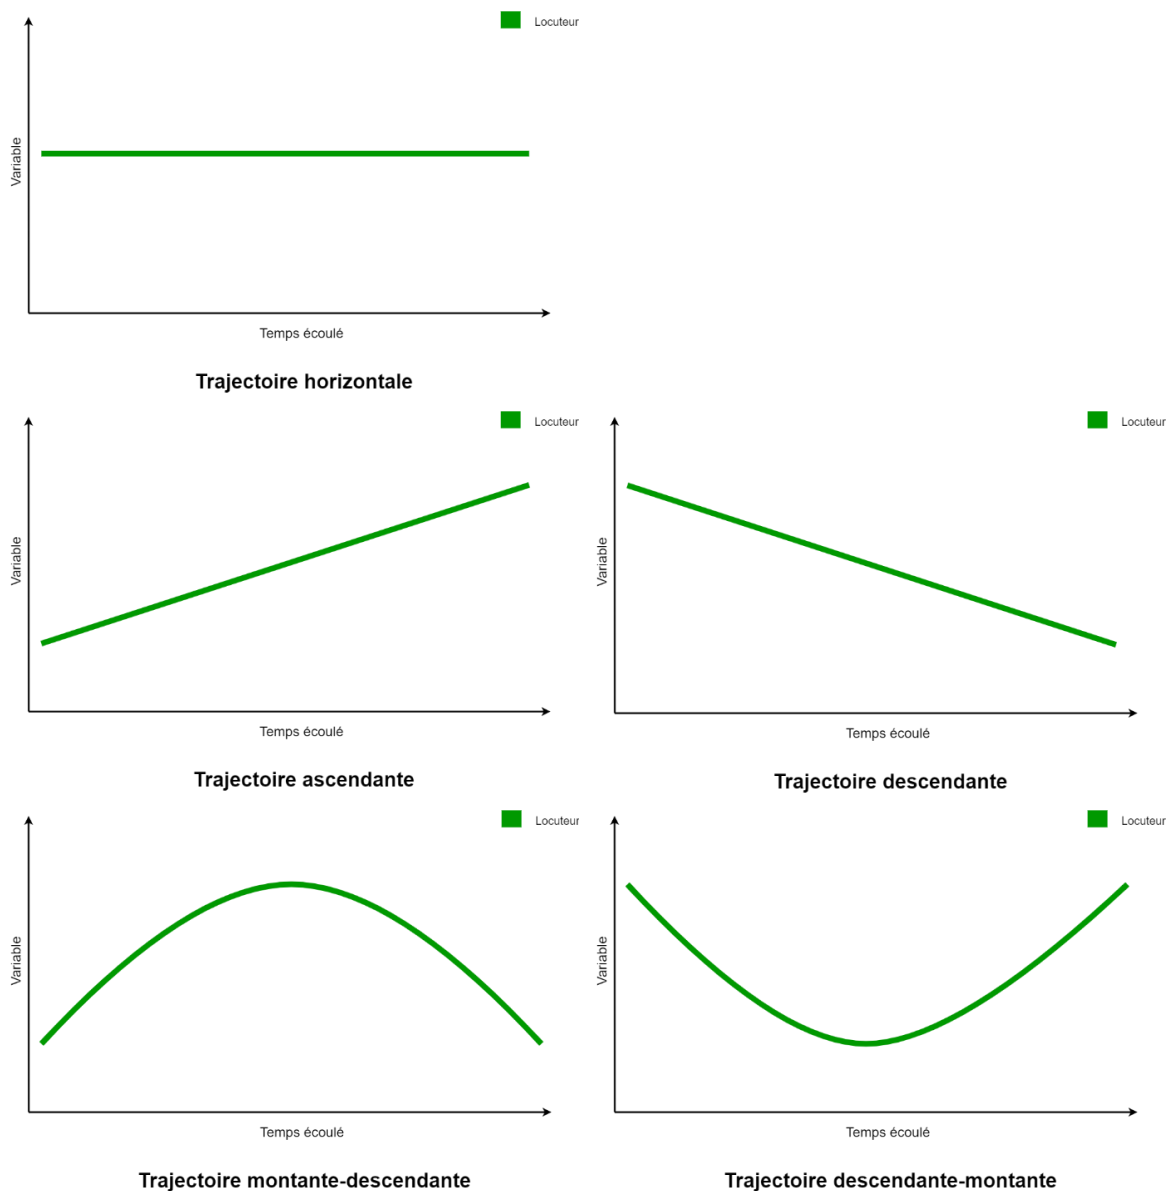 Locuteur
Variable
Temps écoulé
Trajectoire horizontale
Locuteur
Variable
Temps écoulé
Trajectoire ascendante
Locuteur
Variable
Temps écoulé
Trajectoire descendante
Locuteur
Variable
Temps écoulé
Trajectoire montante-descendante
Locuteur
Variable
Temps écoulé
Trajectoire descendante-montante